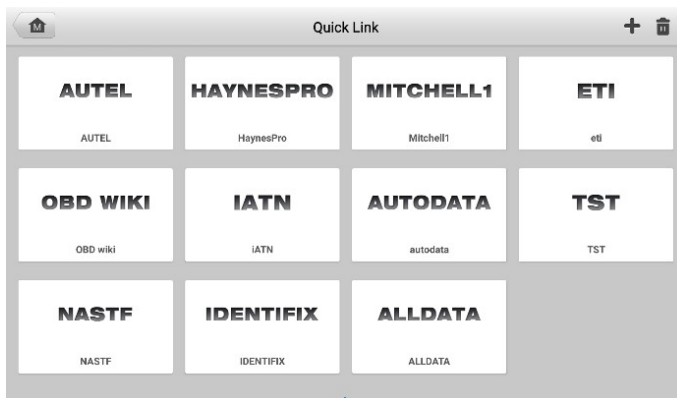 M
Quick Link
AUTEL
AUTEL
HAYNESPRO
HaynesPro
MITCHELL1
Mitchell1
ETI
eti
OBD WIKI
OBD wiki
IATN
iATN
AUTODATA
autodata
TST
TST
NASTF
NASTF
IDENTIFIX
IDENTIFIX
ALLDATA
ALLDATA